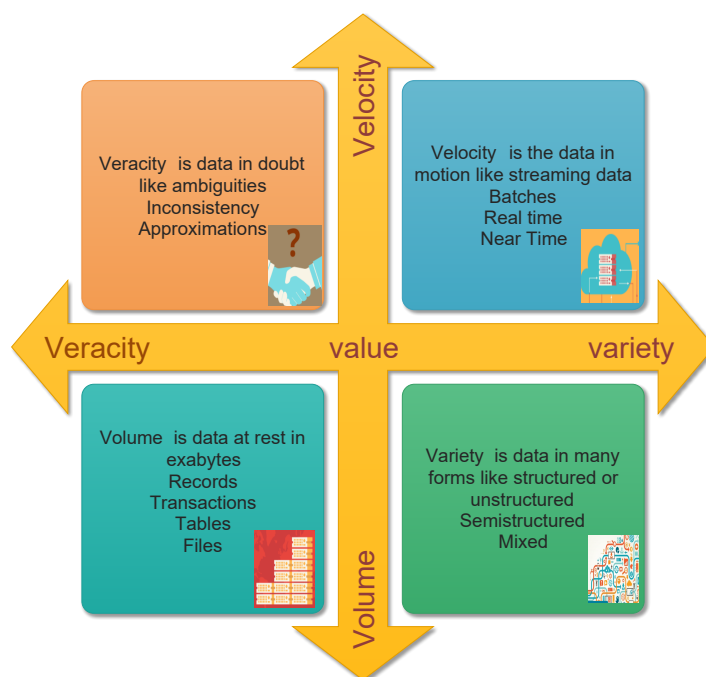 Velocity
Veracity is data in doubt
like ambiguities
Inconsistency
Approximations
?
Velocity is the data in
motion like streaming data
Batches
Real time
Near Time
Veracity
value
variety
Volume is data at rest in
exabytes
Records
Transactions
Tables
Files
Variety is data in many
forms like structured or
unstructured
Semistructured
Mixed
Volume